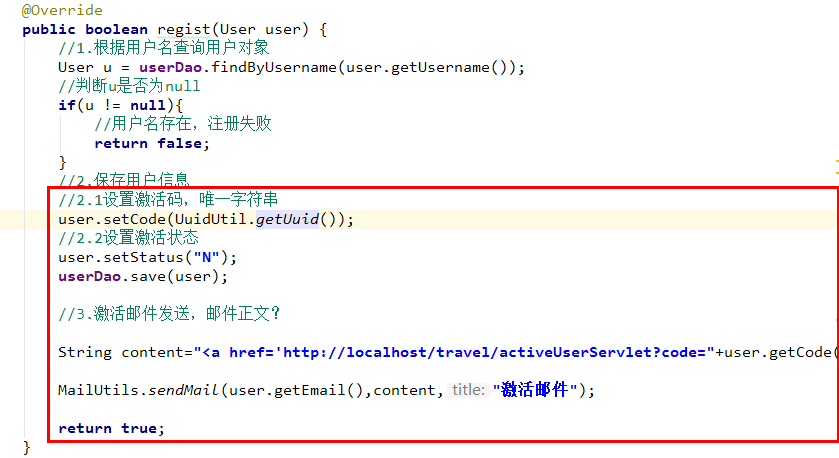 @Override
public boolean regist(User user) {
//1.根据用户名查询用户对象
User u = userDao.findByUsername(user.getUsername());
//判断u是否为null
if(u != null){
//用户名存在，注册失败
return false;
}
//2.保存用户信息
//2.1设置激活码，唯一字符串
user.setCode(UuidUtil.getUuid());
//2.2设置激活状态
user.setStatus("N");
userDao.save(user);
//3.激活邮件发送，邮件正文？
String content="<a href='http://localhost/travel/activeUserServlet?code="+user.getCode(
MailUtils.sendMail(user.getEmail(),content, title: "激活邮件");
return true;
}